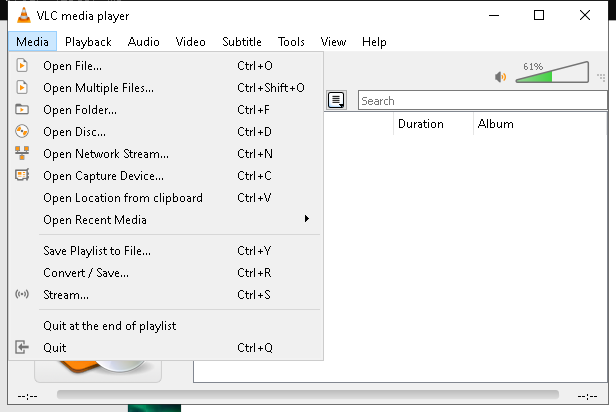 VLC media player
Media Playback Audio Video Subtitle Tools View Help
Open File... Ctrl+O
Open Multiple Files... Ctrl+Shift+O
Open Folder... Ctrl+F
Open Disc... Ctrl+D
Open Network Stream... Ctrl+N
Open Capture Device... Ctrl+C
Open Location from clipboard Ctrl+V
Open Recent Media
Save Playlist to File... Ctrl+Y
Convert / Save... Ctrl+R
Stream... Ctrl+S
Quit at the end of playlist
Quit Ctrl+Q
61%
Search
Duration Album
--:-- --:--